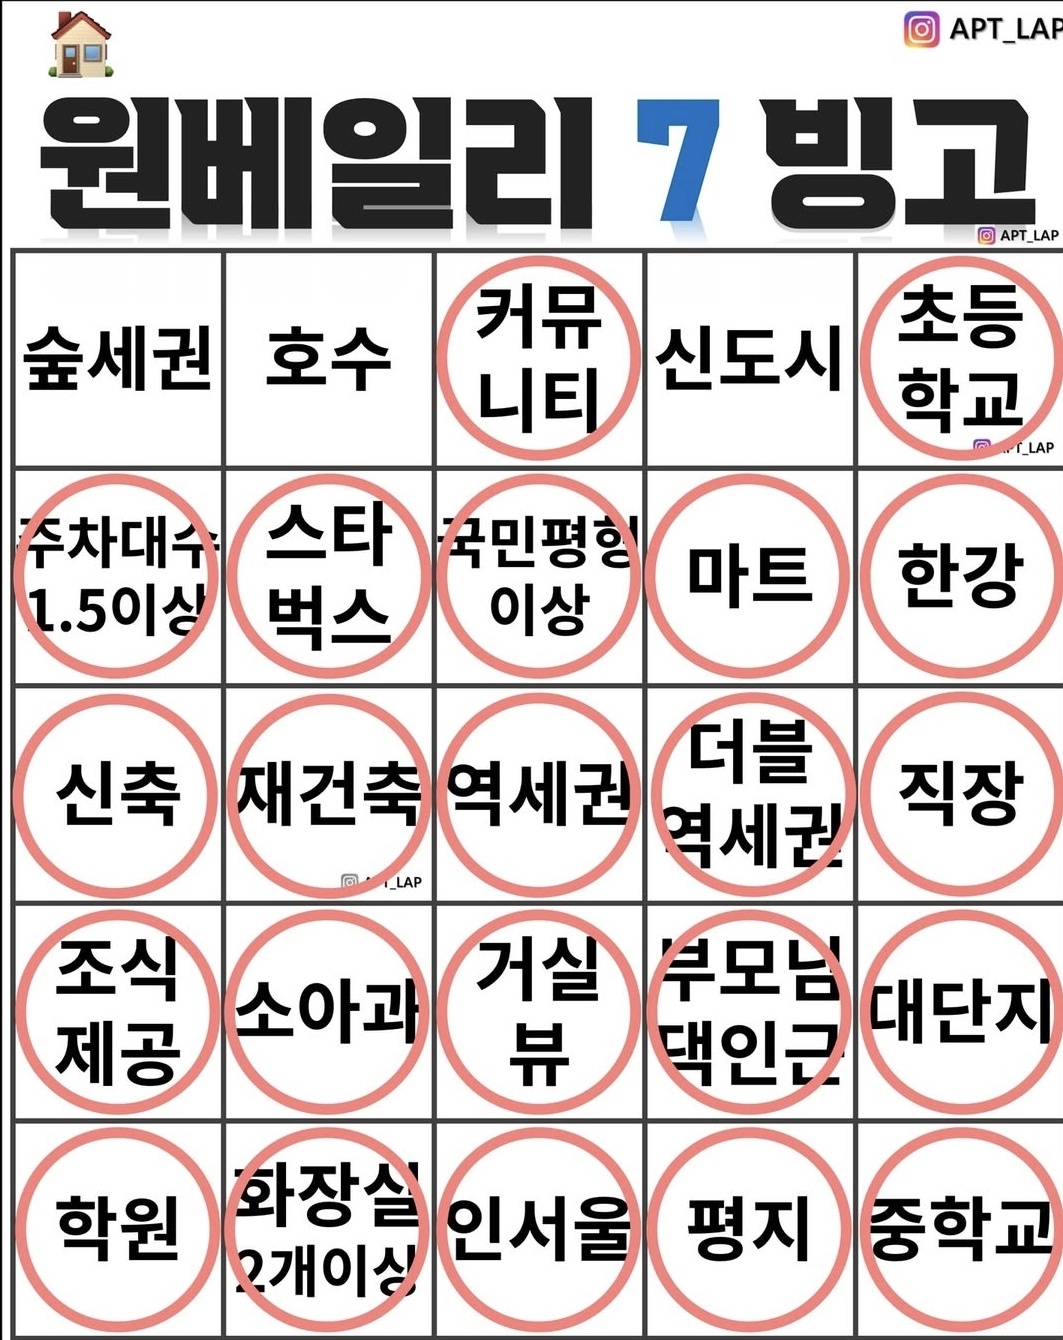 APT_LAP
원베일리 7 빙고
APT_LAP
숲세권
호수
커뮤
니티
신도시
초등
학교
APT_LAP
주차대수
1.5이상
스타
벅스
국민평형
이상
마트
한강
신축
재건축
APT_LAP
역세권
더블
역세권
직장
조식
제공
소아과
거실
뷰
부모님
댁인근
대단지
학원
화장실
2개이상
인서울
평지
중학교